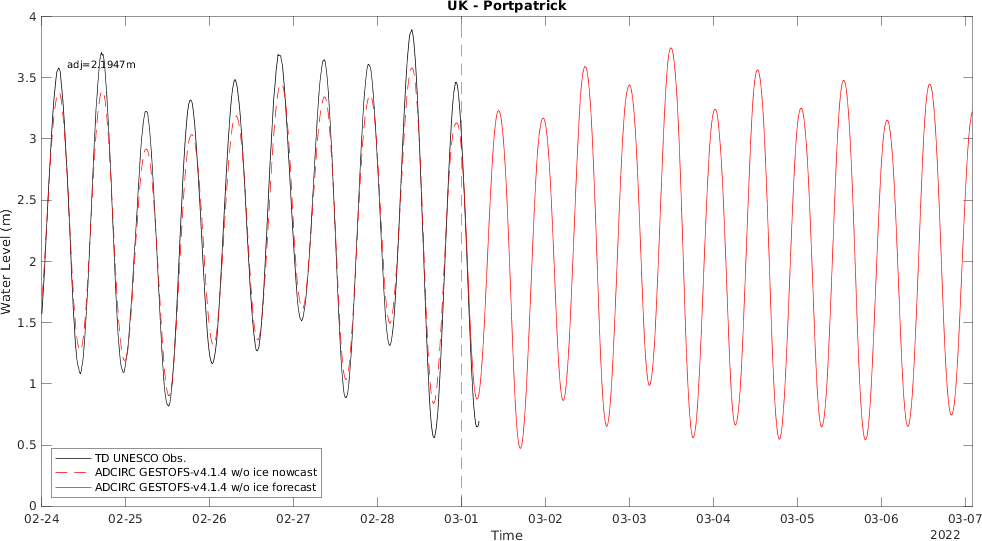 UK - Portpatrick
4
3.5
3
2.5
2
1.5
1
0.5
0
Water Level (m)
adj=2.1947m
TD UNESCO Obs.
ADCIRC GESTOFS-v4.1.4 w/o ice nowcast
ADCIRC GESTOFS-v4.1.4 w/o ice forecast
02-24 02-25 02-26 02-27 02-28 03-01 03-02 03-03 03-04 03-05 03-06 03-07
Time
2022